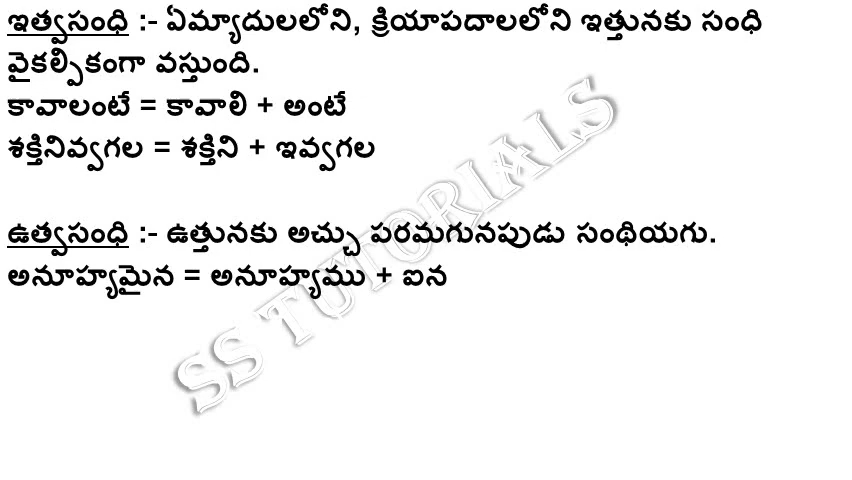 ఇత్వసంధి :- ఏమ్యాదులలోని, క్రియాపదాలలోని ఇత్తునకు సంధి
వైకల్పికంగా వస్తుంది.
కావాలంటే = కావాలి + అంటే
శక్తినివ్వగల = శక్తిని + ఇవ్వగల
ఉత్వసంధి :- ఉత్తునకు అచ్చు పరమగునపుడు సంథియగు.
అనూహ్యమైన = అనూహ్యము + ఐన
SS TUTORIALS